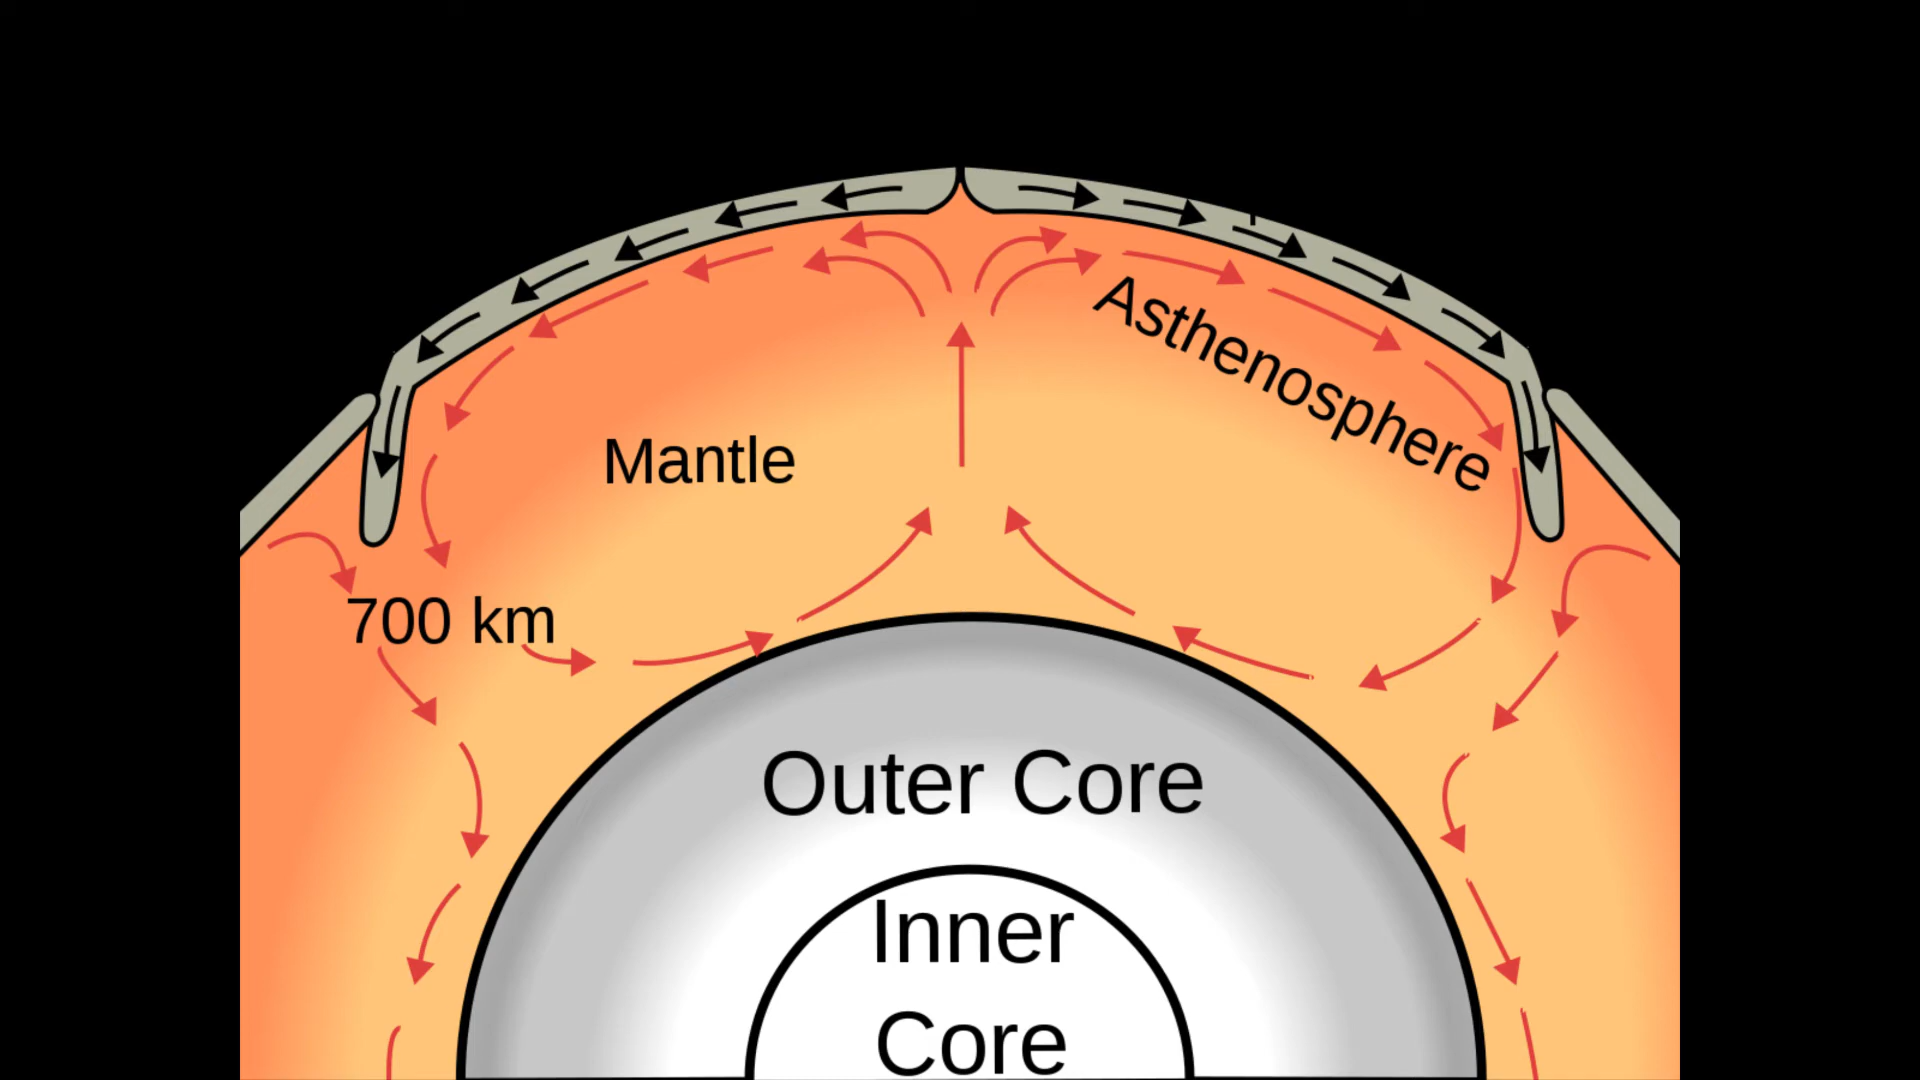 Asthenosphere
Mantle
700 km
Outer Core
Inner
Core